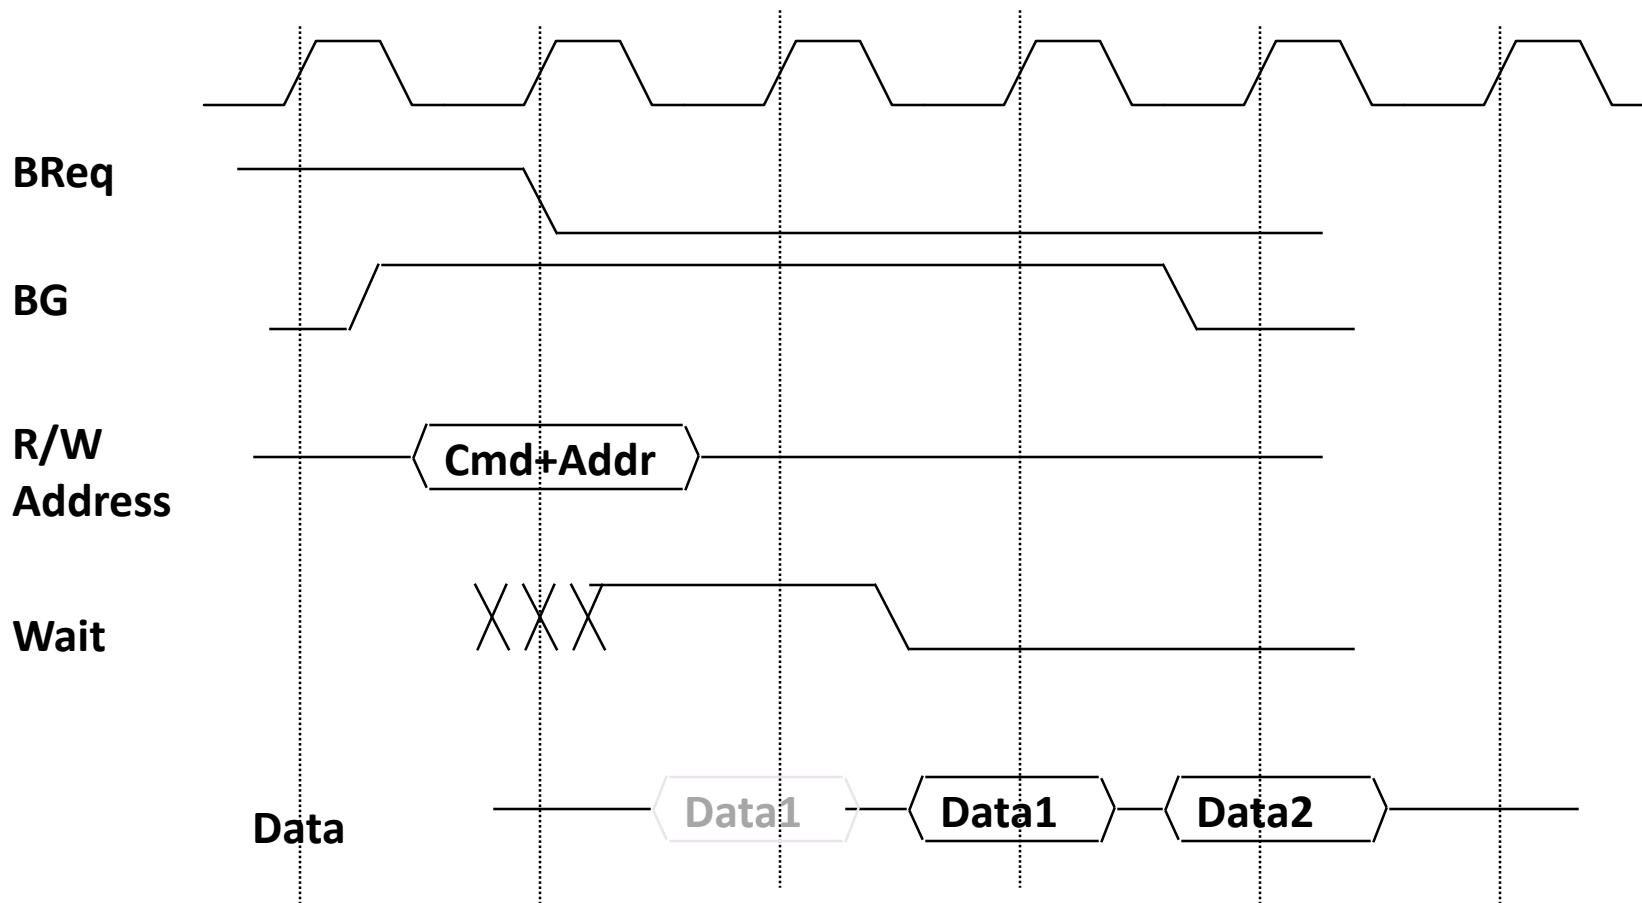 BReq
BG
R/W
Address
Cmd+Addr
Wait
Data
Data1
Data1
Data2